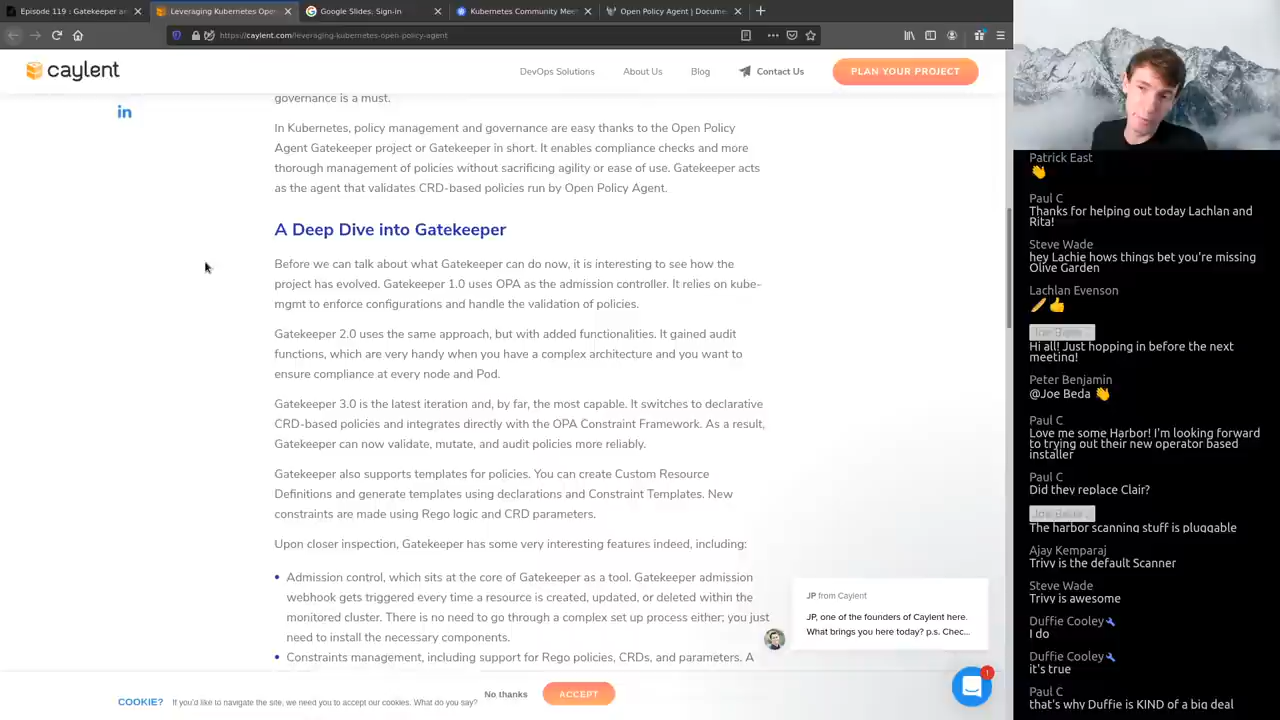 Episode 119 : Gatekeeper a
Leveraging Kubernetes Open
Google Slides: Sign-in
Kubernetes Community Mee
Open Policy Agent | Docume
https://caylent.com/leveraging-kubernetes-open-policy-agent
caylent
DevOps Solutions
About Us
Blog
Contact Us
PLAN YOUR PROJECT
governance is a must.
In Kubernetes, policy management and governance are easy thanks to the Open Policy
Agent Gatekeeper project or Gatekeeper in short. It enables compliance checks and more
thorough management of policies without sacrificing agility or ease of use. Gatekeeper acts
as the agent that validates CRD-based policies run by Open Policy Agent.
A Deep Dive into Gatekeeper
Before we can talk about what Gatekeeper can do now, it is interesting to see how the
project has evolved. Gatekeeper 1.0 uses OPA as the admission controller. It relies on kube-
mgmt to enforce configurations and handle the validation of policies.
Gatekeeper 2.0 uses the same approach, but with added functionalities. It gained audit
functions, which are very handy when you have a complex architecture and you want to
ensure compliance at every node and Pod.
Gatekeeper 3.0 is the latest iteration and, by far, the most capable. It switches to declarative
CRD-based policies and integrates directly with the OPA Constraint Framework. As a result,
Gatekeeper can now validate, mutate, and audit policies more reliably.
Gatekeeper also supports templates for policies. You can create Custom Resource
Definitions and generate templates using declarations and Constraint Templates. New
constraints are made using Rego logic and CRD parameters.
Upon closer inspection, Gatekeeper has some very interesting features indeed, including:
• Admission control, which sits at the core of Gatekeeper as a tool. Gatekeeper admission
webhook gets triggered every time a resource is created, updated, or deleted within the
monitored cluster. There is no need to go through a complex set up process either; you just
need to install the necessary components.
• Constraints management, including support for Rego policies, CRDs, and parameters. A
JP from Caylent
JP, one of the founders of Caylent here.
What brings you here today? p.s. Chec...
1
COOKIE?
If you'd like to navigate the site, we need you to accept our cookies. What do you say?
No thanks
ACCEPT
Patrick East
👏
Paul C
Thanks for helping out today Lachlan and
Rita!
Steve Wade
hey Lachie hows things bet you're missing
Olive Garden
Lachlan Evenson
🥖👍
Hi all! Just hopping in before the next
meeting!
Peter Benjamin
@Joe Beda 👏
Paul C
Love me some Harbor! I'm looking forward
to trying out their new operator based
installer
Paul C
Did they replace Clair?
The harbor scanning stuff is pluggable
Ajay Kemparaj
Trivy is the default Scanner
Steve Wade
Trivy is awesome
Duffie Cooley
I do
Duffie Cooley
it's true
Paul C
that's why Duffie is KIND of a big deal